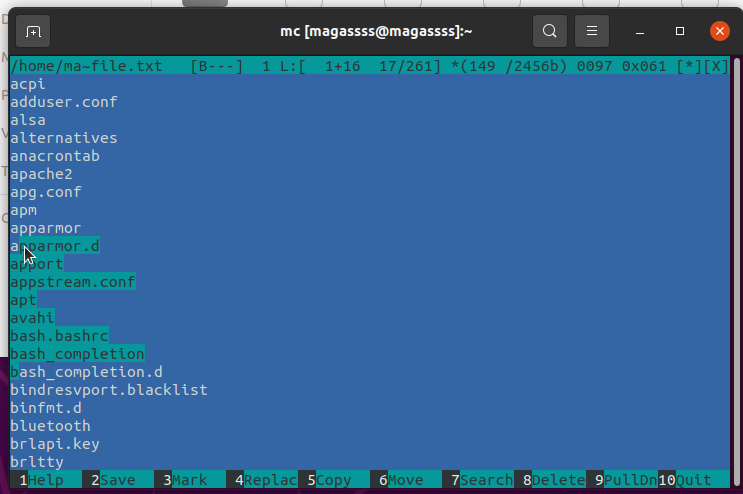 mc [magassss@magassss]:~
/home/ma~file.txt [B---] 1 L:[ 1+16 17/261] *(149 /2456b) 0097 0x061 [*][X]
acpi
adduser.conf
alsa
alternatives
anacrontab
apache2
apg.conf
apm
apparmor
apparmor.d
apport
appstream.conf
apt
avahi
bash.bashrc
bash_completion
bash_completion.d
bindresvport.blacklist
binfmt.d
bluetooth
brlapi.key
brltty
1Help 2Save 3Mark 4Replac 5Copy 6Move 7Search 8Delete 9PullDn 10Quit